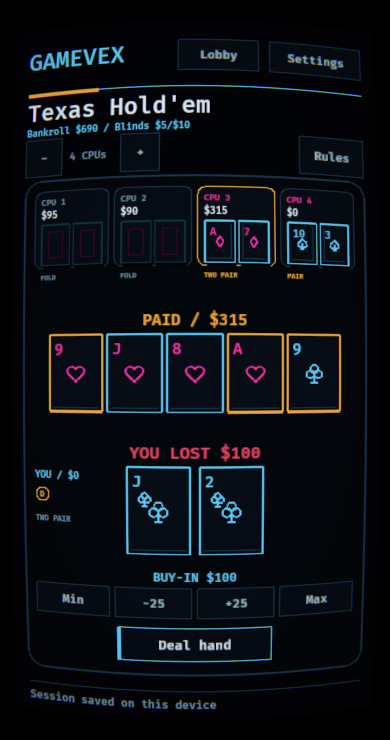 GAMEVEX
Lobby
Settings
Texas Hold'em
Bankroll $690 / Blinds $5/$10
- 4 CPUs + Rules
CPU 1
$95
FOLD
CPU 2
$90
FOLD
CPU 3
$315
A 7
TWO PAIR
CPU 4
$0
10 3
PAIR
PAID / $315
9 J 8 A 9
YOU LOST $100
YOU / $0
D
TWO PAIR
J 2
BUY-IN $100
Min -25 +25 Max
Deal hand
Session saved on this device